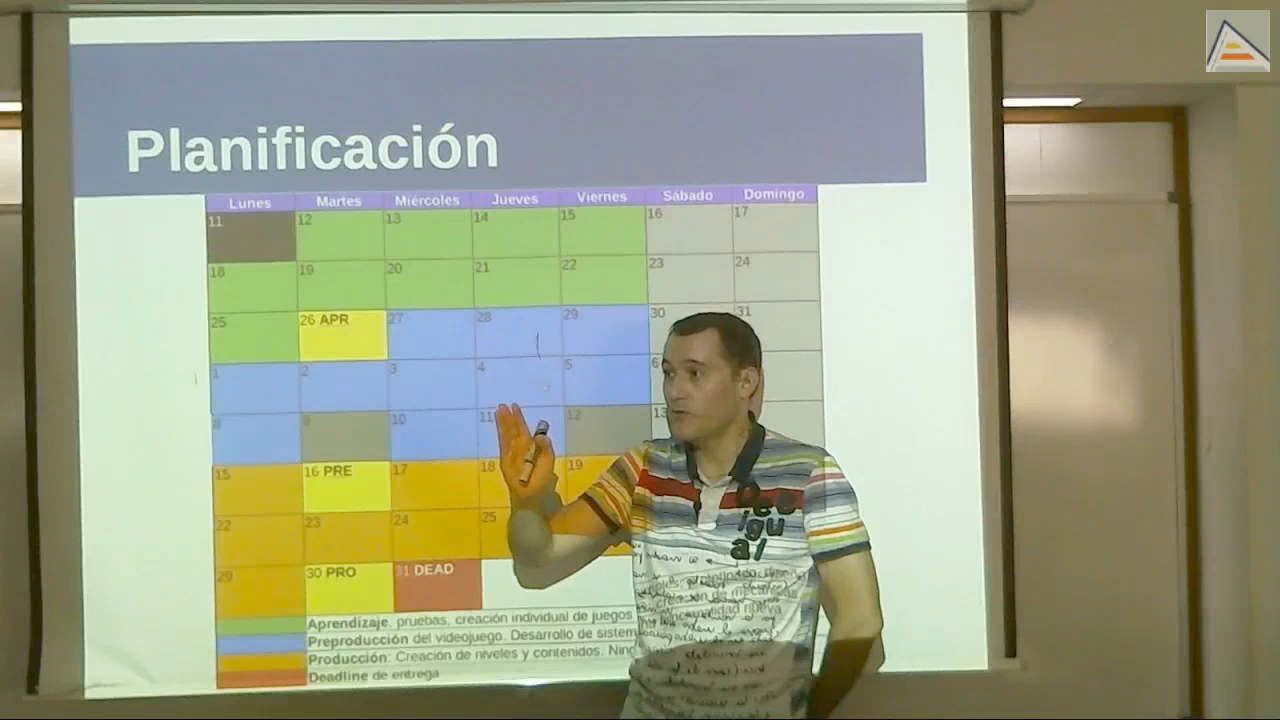 Planificación
Lunes Martes Miércoles Jueves Viernes Sábado Domingo
11 12 13 14 15 16 17
18 19 20 21 22 23 24
25 26 APR 27 28 29 30 31
1 2 3 4 5 6
8 9 10 11 12 13
15 16 PRE 17 18 19
22 23 24 25
29 30 PRO 31 DEAD
Aprendizaje. pruebas, creación individual de juegos
Preproducción del videojuego. Desarrollo de
Producción: Creación de niveles y contenidos.
Deadline de entrega
Desigual